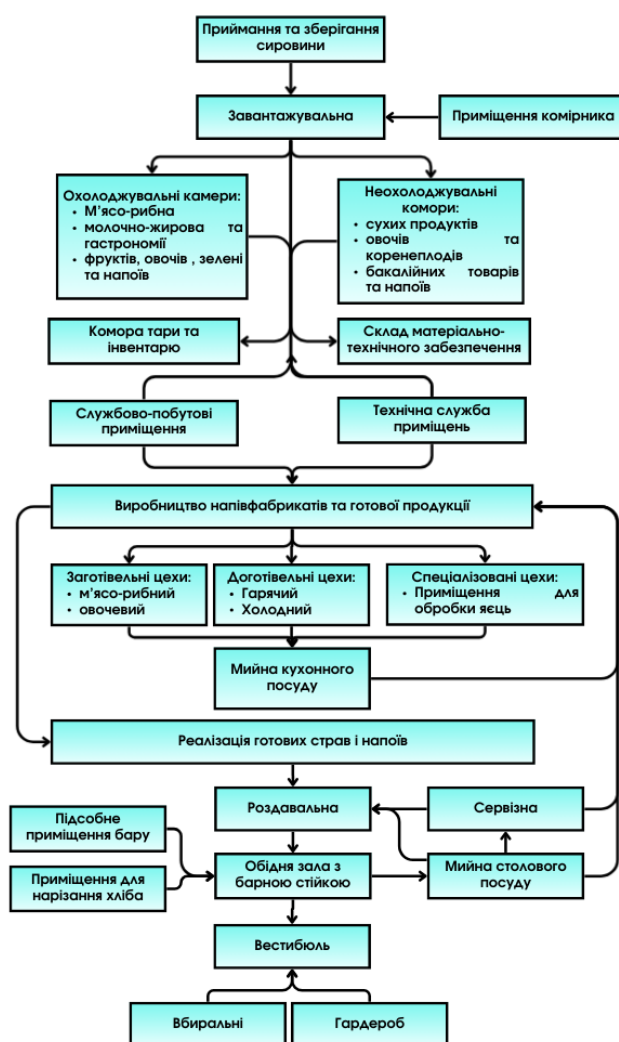 Приймання та зберігання
сировини
Завантажувальна
Приміщення комірника
Охолоджувальні камери:
• М'ясо-рибна
• молочно-жирова та
гастрономії
• фруктів, овочів , зелені
та напоїв
Неохолоджувальні
комори:
• сухих продуктів
• овочів та
коренеплодів
• бакалійних товарів
та напоїв
Комора тари та
інвентарю
Склад матеріально-
технічного забезпечення
Службово-побутові
приміщення
Технічна служба
приміщень
Виробництво напівфабрикатів та готової продукції
Заготівельні цехи:
• м'ясо-рибний
• овочевий
Доготівельні цехи:
• Гарячий
• Холодний
Спеціалізовані цехи:
• Приміщення для
обробки яєць
Мийна кухонного
посуду
Реалізація готових страв і напоїв
Роздавальна
Сервізна
Підсобне
приміщення бару
Приміщення для
нарізання хліба
Обідня зала з
барною стійкою
Мийна столового
посуду
Вестибюль
Вбиральні
Гардероб